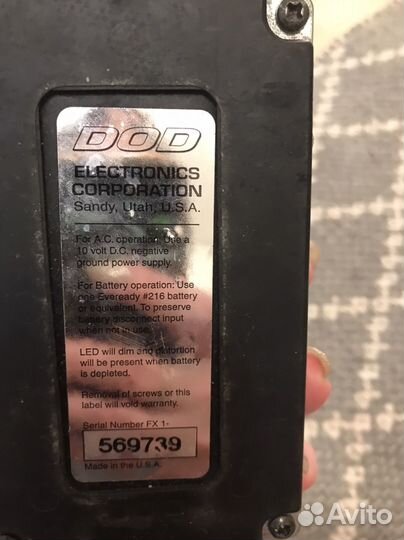 DOD
ELECTRONICS
CORPORATION
Sandy, Utah, U.S.A.
For A.C. operation: Use a
10 volt D.C. negative
ground power supply.
For Battery operation: Use
one Eveready #216 battery
or equivalent. To preserve
battery disconnect input
when not in use.
LED will dim and distortion
will be present when battery
is depleted.
Removal of screws or this
label will void warranty.
Serial Number FX 1-
569739
Made in the U.S.A.
Avito